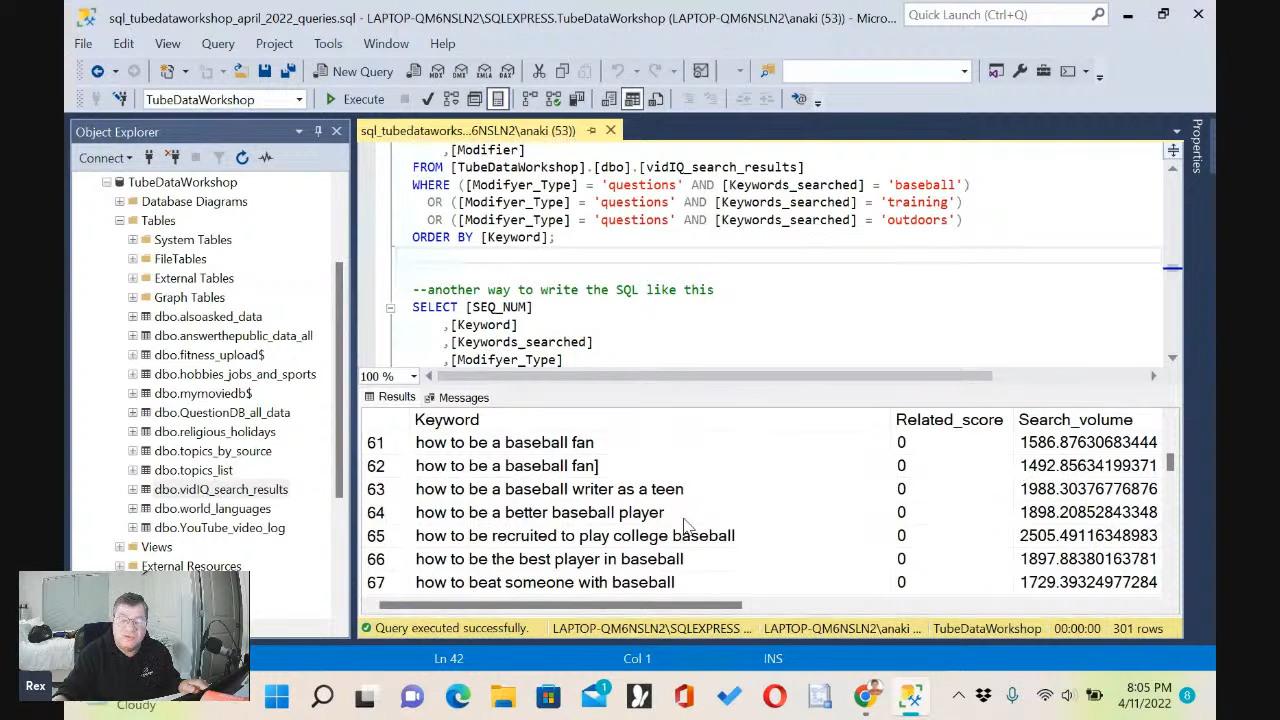 sql_tubedataworkshop_april_2022_queries.sql - LAPTOP-QM6NSLN2\SQLEXPRESS.TubeDataWorkshop (LAPTOP-QM6NSLN2\anaki (53)) - Micro...
Quick Launch (Ctrl+Q)
File Edit View Query Project Tools Window Help
New Query
TubeDataWorkshop Execute
Object Explorer
sql_tubedataworks...6NSLN2\anaki (53))
Properties
Connect
TubeDataWorkshop
Database Diagrams
Tables
System Tables
FileTables
External Tables
Graph Tables
dbo.alsoasked_data
dbo.answerthepublic_data_all
dbo.fitness_upload$
dbo.hobbies_jobs_and_sports
dbo.mymoviedb$
dbo.QuestionDB_all_data
dbo.religious_holidays
dbo.topics_by_source
dbo.topics_list
dbo.vidIQ_search_results
dbo.world_languages
dbo.YouTube_video_log
Views
External Resources
,[Modifier]
FROM [TubeDataWorkshop].[dbo].[vidIQ_search_results]
WHERE ([Modifyer_Type] = 'questions' AND [Keywords_searched] = 'baseball')
OR ([Modifyer_Type] = 'questions' AND [Keywords_searched] = 'training')
OR ([Modifyer_Type] = 'questions' AND [Keywords_searched] = 'outdoors')
ORDER BY [Keyword];
--another way to write the SQL like this
SELECT [SEQ_NUM]
,[Keyword]
,[Keywords_searched]
,[Modifyer_Type]
100 %
Results Messages
Keyword Related_score Search_volume
61 how to be a baseball fan 0 1586.87630683444
62 how to be a baseball fan] 0 1492.85634199371
63 how to be a baseball writer as a teen 0 1988.30376776876
64 how to be a better baseball player 0 1898.20852843348
65 how to be recruited to play college baseball 0 2505.49116348983
66 how to be the best player in baseball 0 1897.88380163781
67 how to beat someone with baseball 0 1729.39324977284
Query executed successfully. LAPTOP-QM6NSLN2\SQLEXPRESS ... LAPTOP-QM6NSLN2\anaki ... TubeDataWorkshop 00:00:00 301 rows
Ln 42 Col 1 INS
Rex
Cloudy
1
8:05 PM
4/11/2022
8